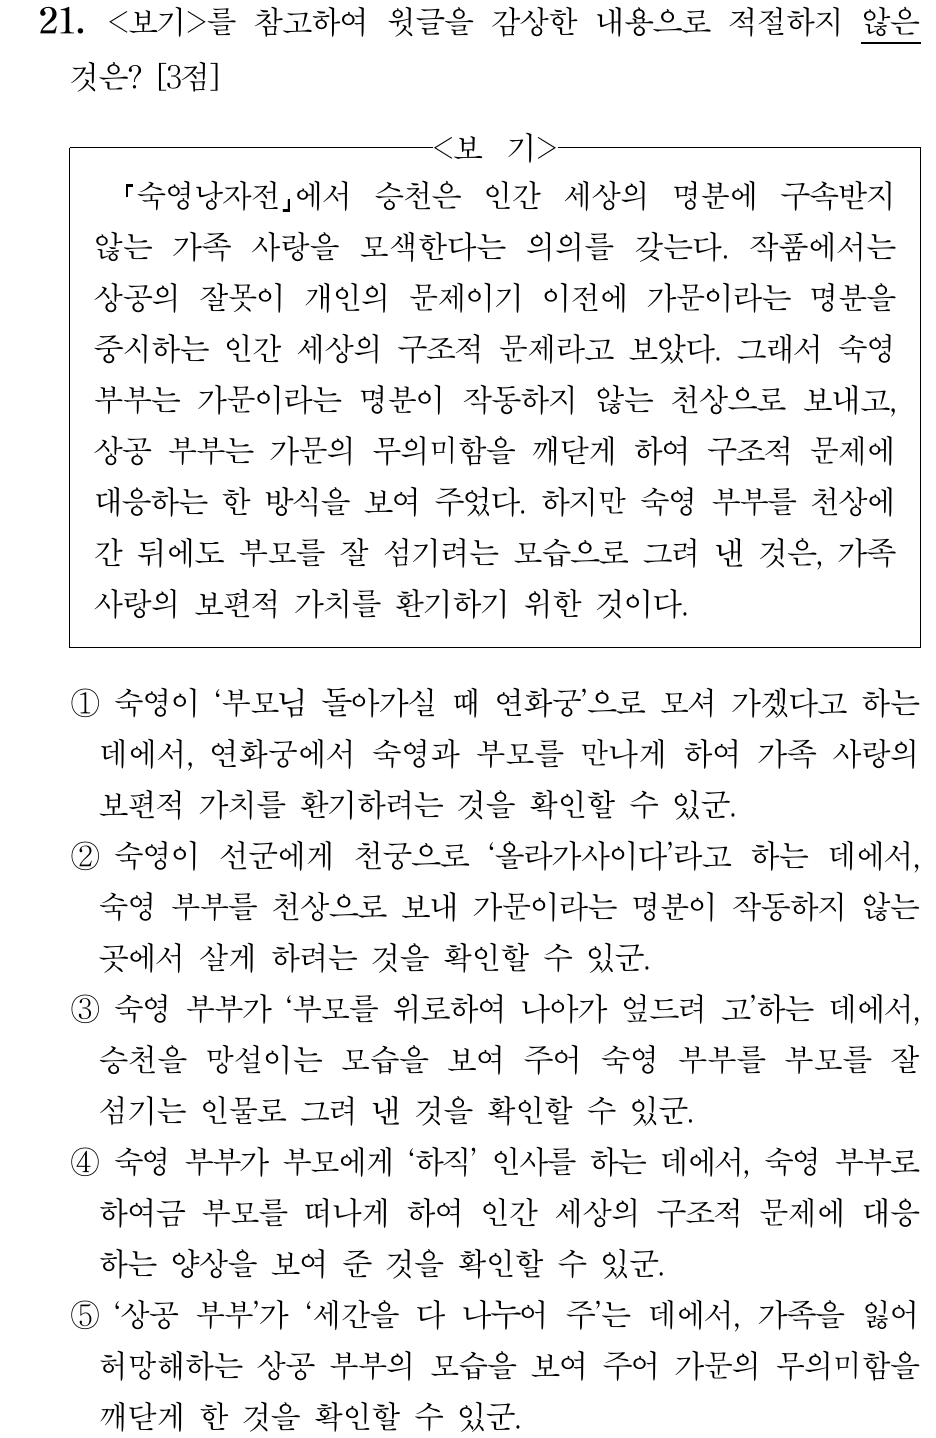 21. <보기>를 참고하여 윗글을 감상한 내용으로 적절하지 않은
것은? [3점]
<보 기>
『숙영낭자전』에서 승천은 인간 세상의 명분에 구속받지
않는 가족 사랑을 모색한다는 의의를 갖는다. 작품에서는
상공의 잘못이 개인의 문제이기 이전에 가문이라는 명분을
중시하는 인간 세상의 구조적 문제라고 보았다. 그래서 숙영
부부는 가문이라는 명분이 작동하지 않는 천상으로 보내고,
상공 부부는 가문의 무의미함을 깨닫게 하여 구조적 문제에
대응하는 한 방식을 보여 주었다. 하지만 숙영 부부를 천상에
간 뒤에도 부모를 잘 섬기려는 모습으로 그려 낸 것은, 가족
사랑의 보편적 가치를 환기하기 위한 것이다.
① 숙영이 ‘부모님 돌아가실 때 연화궁’으로 모셔 가겠다고 하는
데에서, 연화궁에서 숙영과 부모를 만나게 하여 가족 사랑의
보편적 가치를 환기하려는 것을 확인할 수 있군.
② 숙영이 선군에게 천궁으로 ‘올라가사이다’라고 하는 데에서,
숙영 부부를 천상으로 보내 가문이라는 명분이 작동하지 않는
곳에서 살게 하려는 것을 확인할 수 있군.
③ 숙영 부부가 ‘부모를 위로하여 나아가 엎드려 고’하는 데에서,
승천을 망설이는 모습을 보여 주어 숙영 부부를 부모를 잘
섬기는 인물로 그려 낸 것을 확인할 수 있군.
④ 숙영 부부가 부모에게 ‘하직’ 인사를 하는 데에서, 숙영 부부로
하여금 부모를 떠나게 하여 인간 세상의 구조적 문제에 대응
하는 양상을 보여 준 것을 확인할 수 있군.
⑤ ‘상공 부부’가 ‘세간을 다 나누어 주’는 데에서, 가족을 잃어
허망해하는 상공 부부의 모습을 보여 주어 가문의 무의미함을
깨닫게 한 것을 확인할 수 있군.